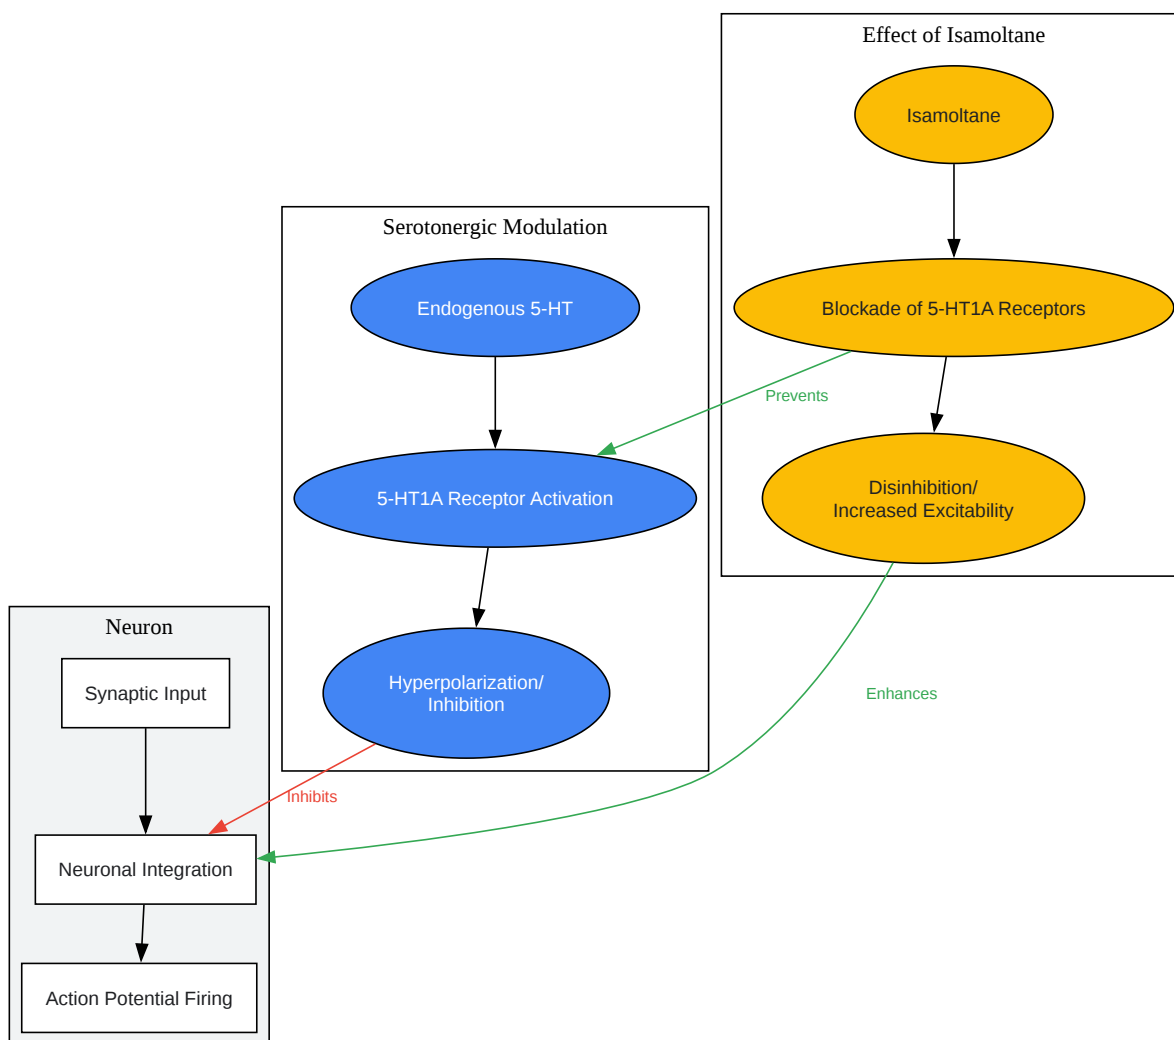 Effect of Isamoltane
Isamoltane
Blockade of 5-HT1A Receptors
Prevents
Disinhibition/
Increased Excitability
Enhances
Serotonergic Modulation
Endogenous 5-HT
5-HT1A Receptor Activation
Hyperpolarization/
Inhibition
Inhibits
Neuron
Synaptic Input
Neuronal Integration
Action Potential Firing